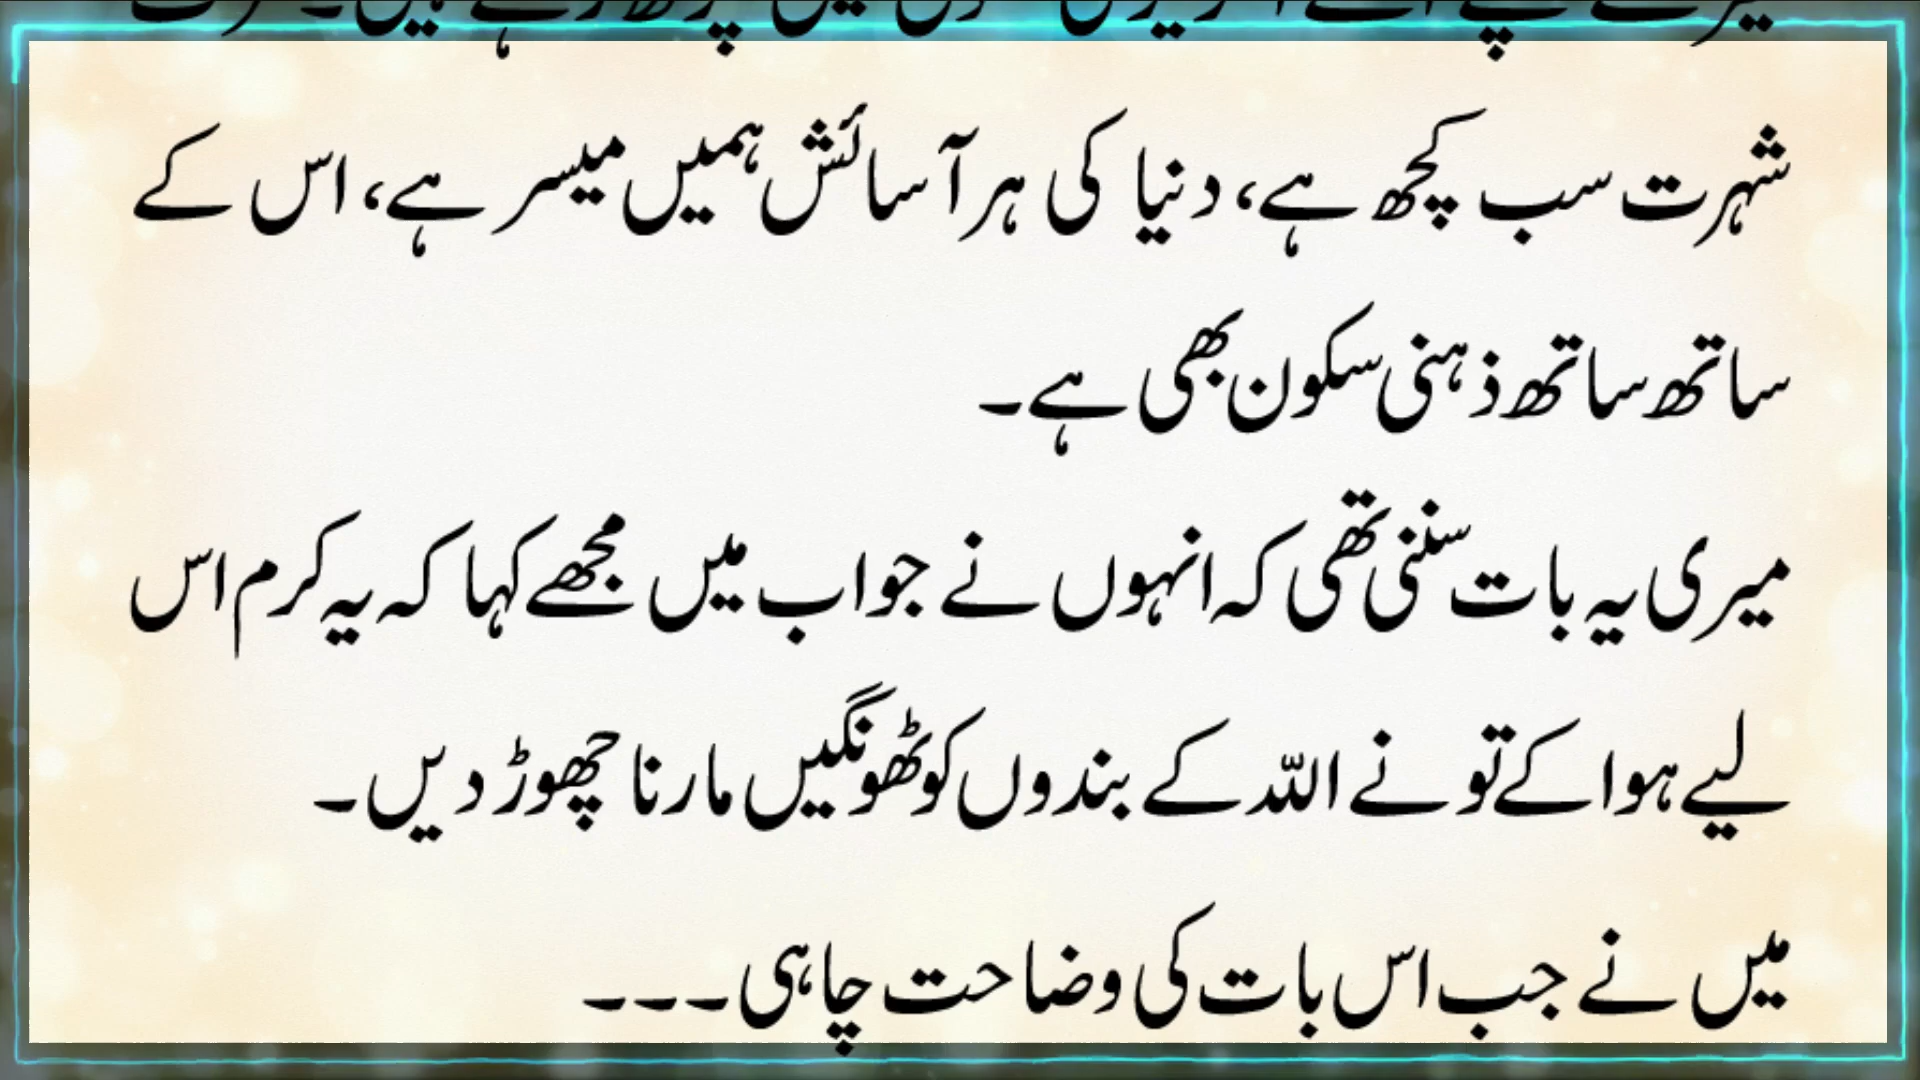 شہرت سب کچھ ہے، دنیا کی ہر آسائش ہمیں میسر ہے، اس کے
ساتھ ساتھ ذہنی سکون بھی ہے۔
میری یہ بات سننی تھی کہ انہوں نے جواب میں مجھے کہا کہ یہ کرم اس
لیے ہوا کے تو نے اللہ کے بندوں کو ٹھونگیں مارنا چھوڑ دیں۔
میں نے جب اس بات کی وضاحت چاہی ۔۔۔